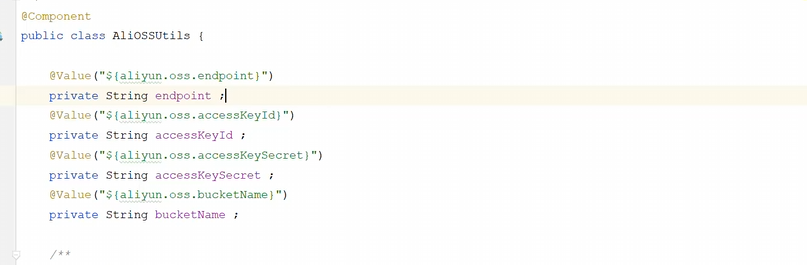 @Component
public class AliOSSUtils {
@Value("${aliyun.oss.endpoint}")
private String endpoint ;
@Value("${aliyun.oss.accessKeyId}")
private String accessKeyId ;
@Value("${aliyun.oss.accessKeySecret}")
private String accessKeySecret ;
@Value("${aliyun.oss.bucketName}")
private String bucketName ;
/**